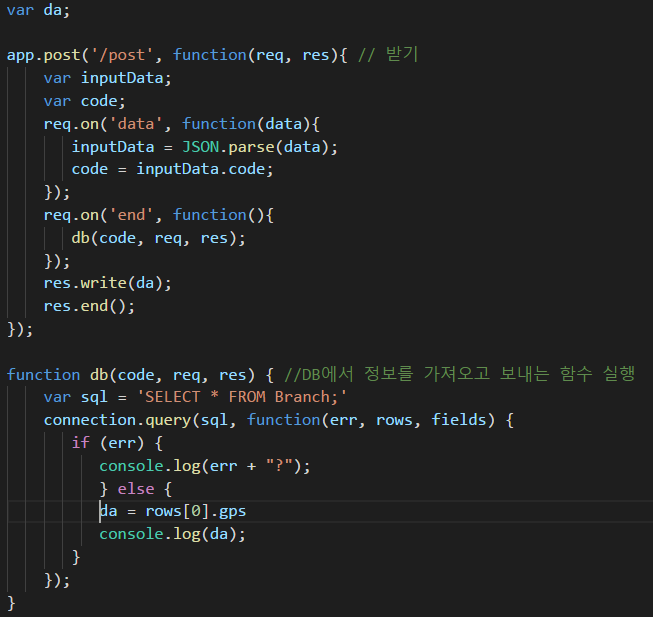 var da;
app.post('/post', function(req, res){ // 받기
var inputData;
var code;
req.on('data', function(data){
inputData = JSON.parse(data);
code = inputData.code;
});
req.on('end', function(){
db(code, req, res);
});
res.write(da);
res.end();
});
function db(code, req, res) { //DB에서 정보를 가져오고 보내는 함수 실행
var sql = 'SELECT * FROM Branch;'
connection.query(sql, function(err, rows, fields) {
if (err) {
console.log(err + "?");
} else {
da = rows[0].gps
console.log(da);
}
});
}